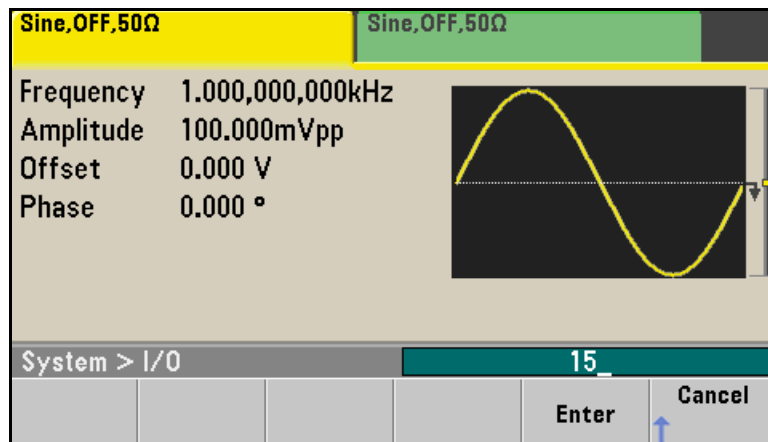 Sine,OFF,50Ω
Sine,OFF,50Ω
Frequency 1.000,000,000kHz
Amplitude 100.000mVpp
Offset 0.000 V
Phase 0.000 °
System > I/O
15_
Enter
Cancel